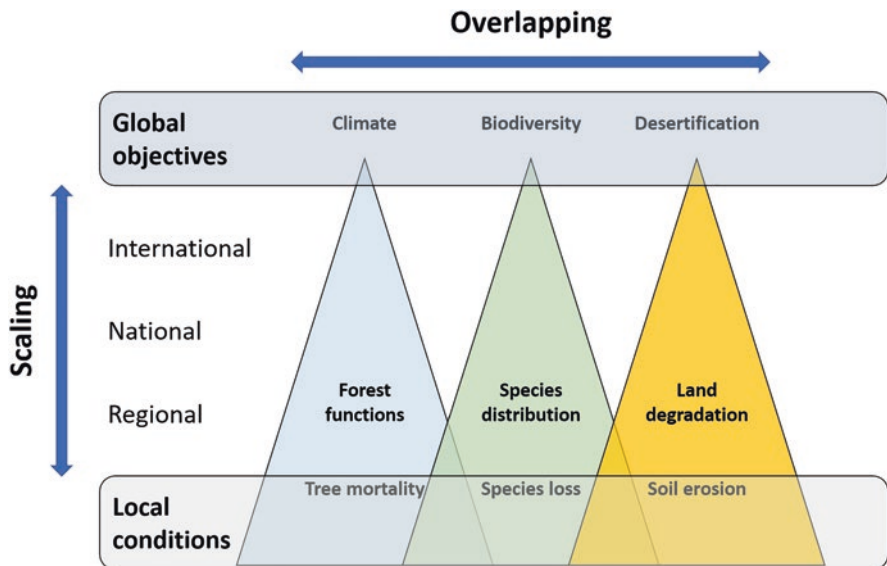 Overlapping
Global
objectives
Climate
Biodiversity
Desertification
Scaling
International
National
Regional
Forest
functions
Species
distribution
Land
degradation
Local
conditions
Tree mortality
Species loss
Soil erosion